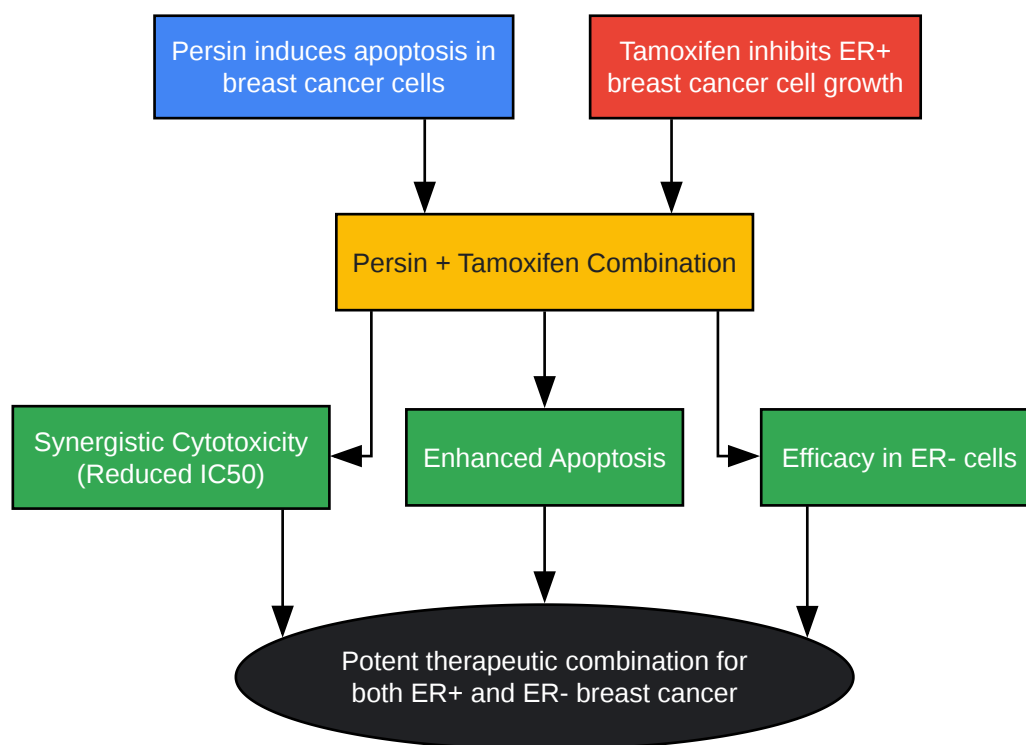 Persin induces apoptosis in
breast cancer cells
Tamoxifen inhibits ER+
breast cancer cell growth
Persin + Tamoxifen Combination
Synergistic Cytotoxicity
(Reduced IC50)
Enhanced Apoptosis
Efficacy in ER- cells
Potent therapeutic combination for
both ER+ and ER- breast cancer